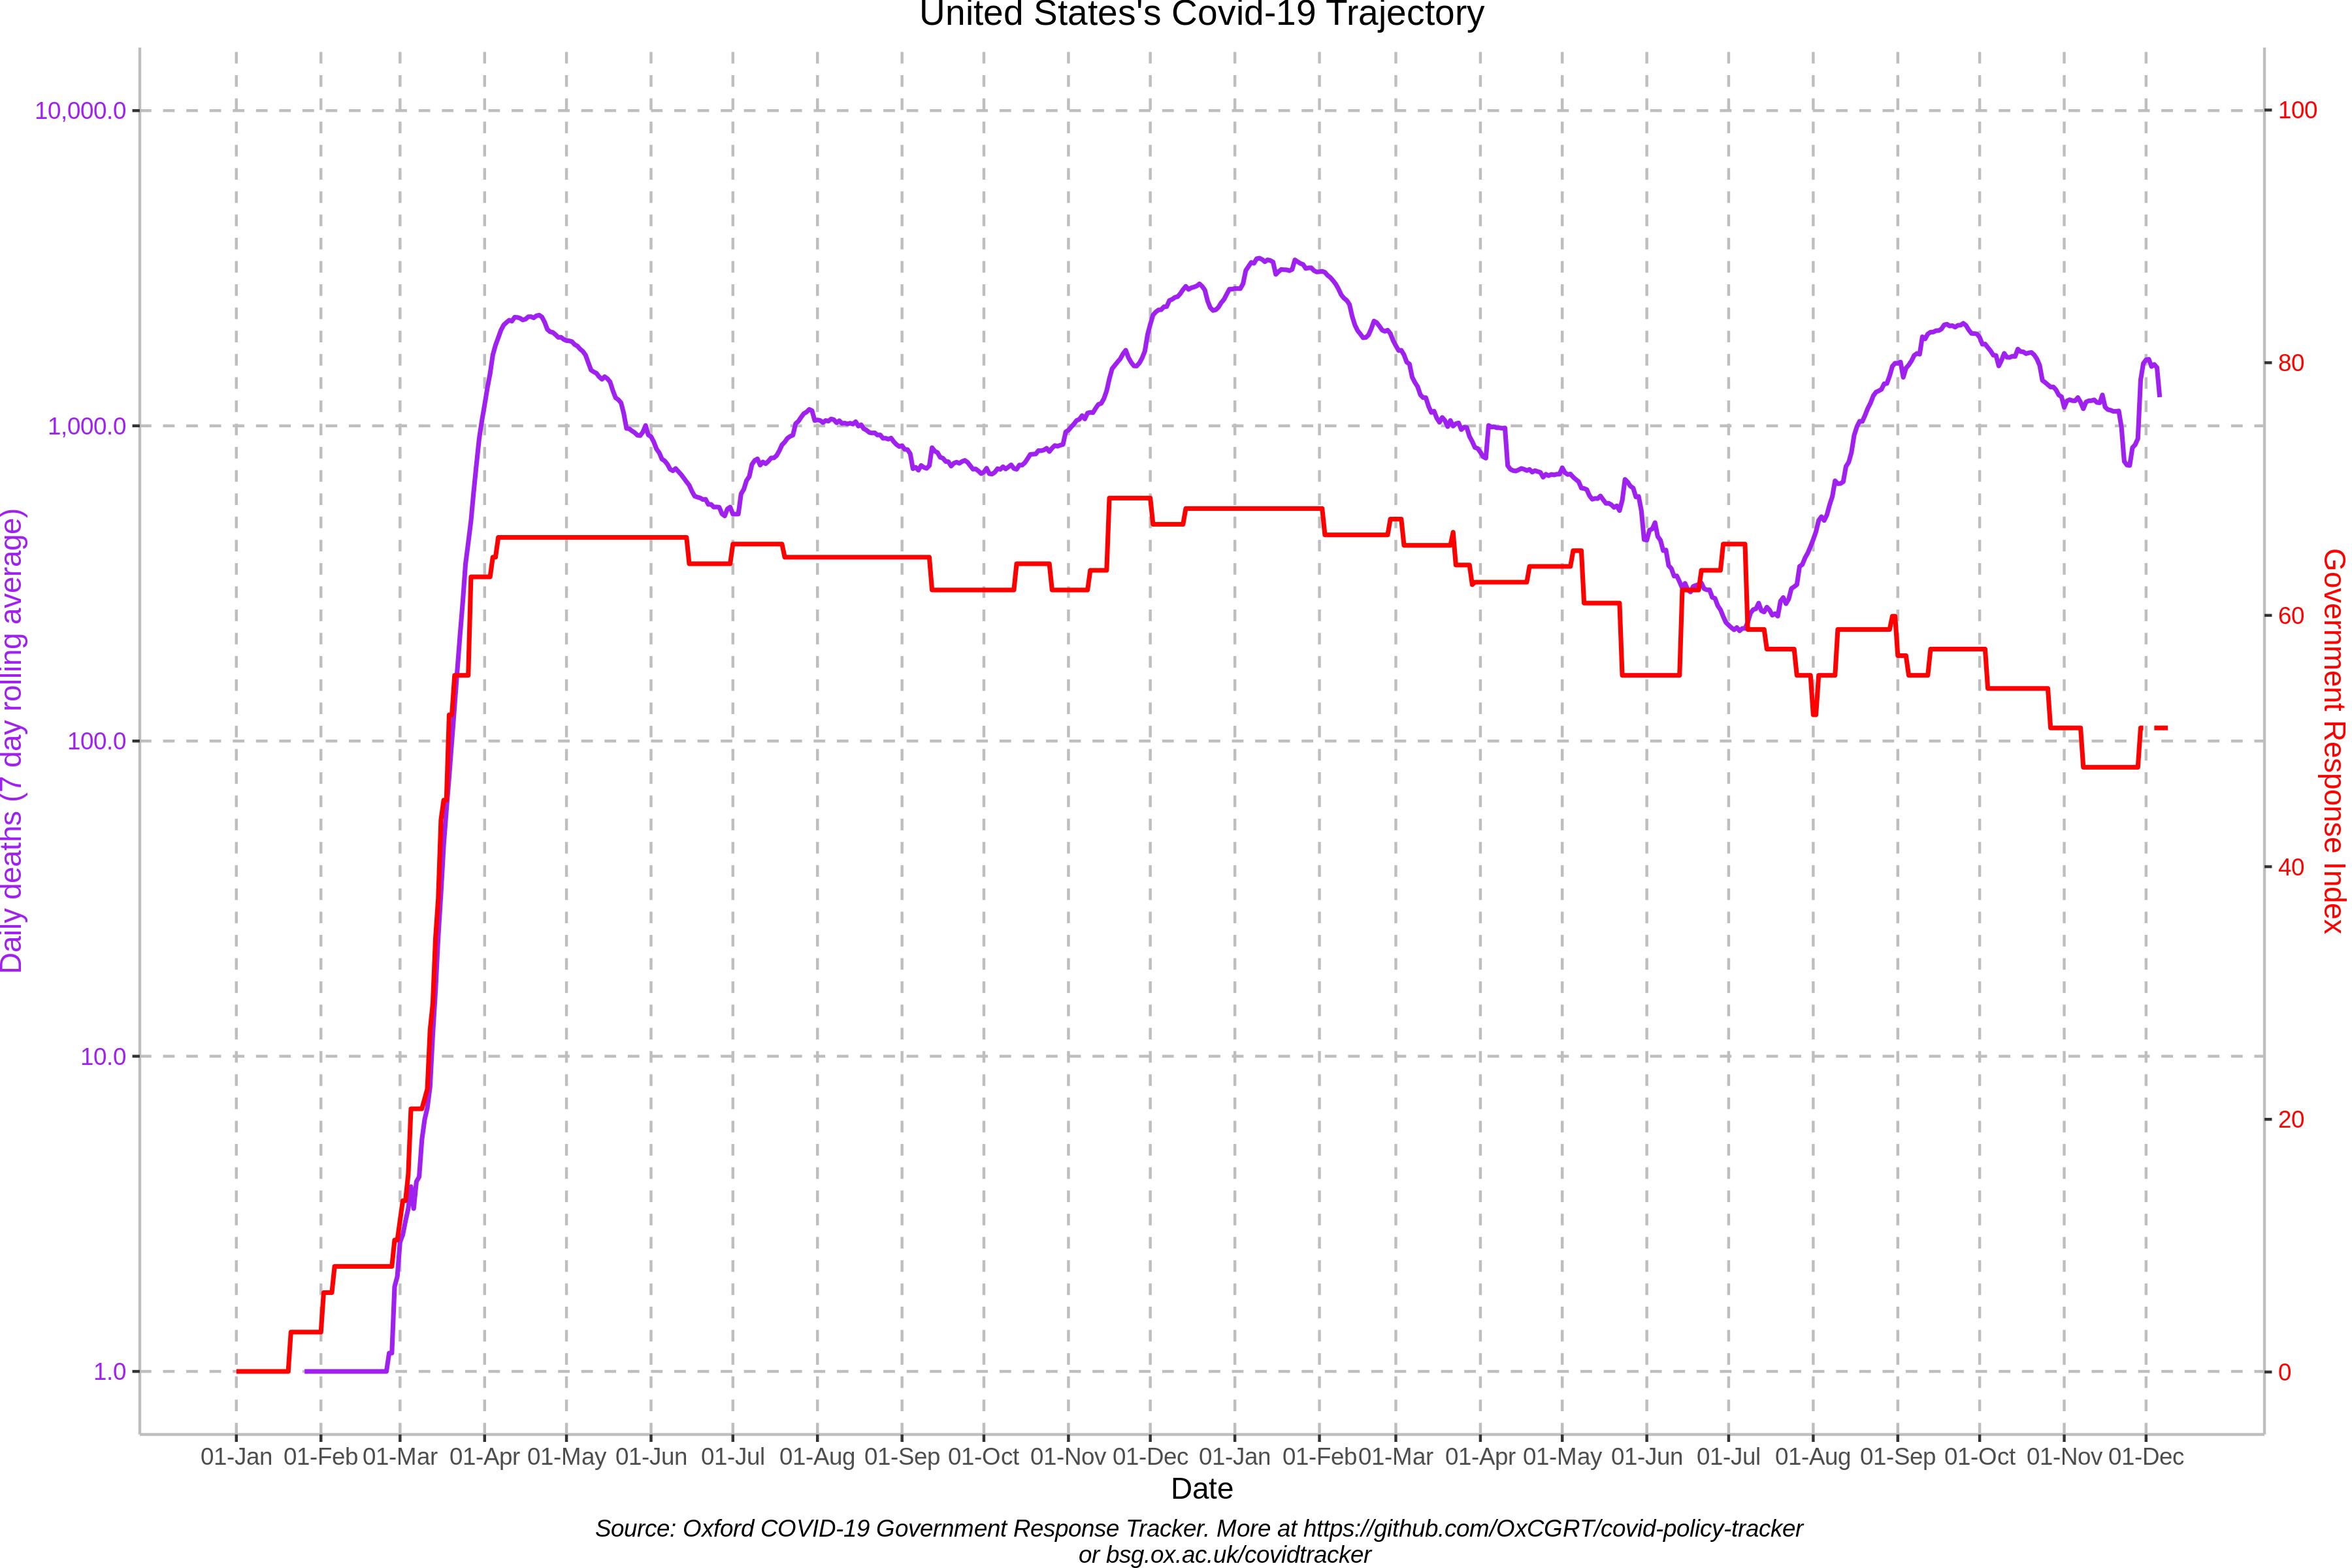 United States's Covid-19 Trajectory
10,000.0
1,000.0
100.0
10.0
1.0
Daily deaths (7 day rolling average)
100
80
60
40
20
0
Government Response Index
01-Jan 01-Feb 01-Mar 01-Apr 01-May 01-Jun 01-Jul 01-Aug 01-Sep 01-Oct 01-Nov 01-Dec 01-Jan 01-Feb 01-Mar 01-Apr 01-May 01-Jun 01-Jul 01-Aug 01-Sep 01-Oct 01-Nov 01-Dec
Date
Source: Oxford COVID-19 Government Response Tracker. More at https://github.com/OxCGRT/covid-policy-tracker
or bsg.ox.ac.uk/covidtracker